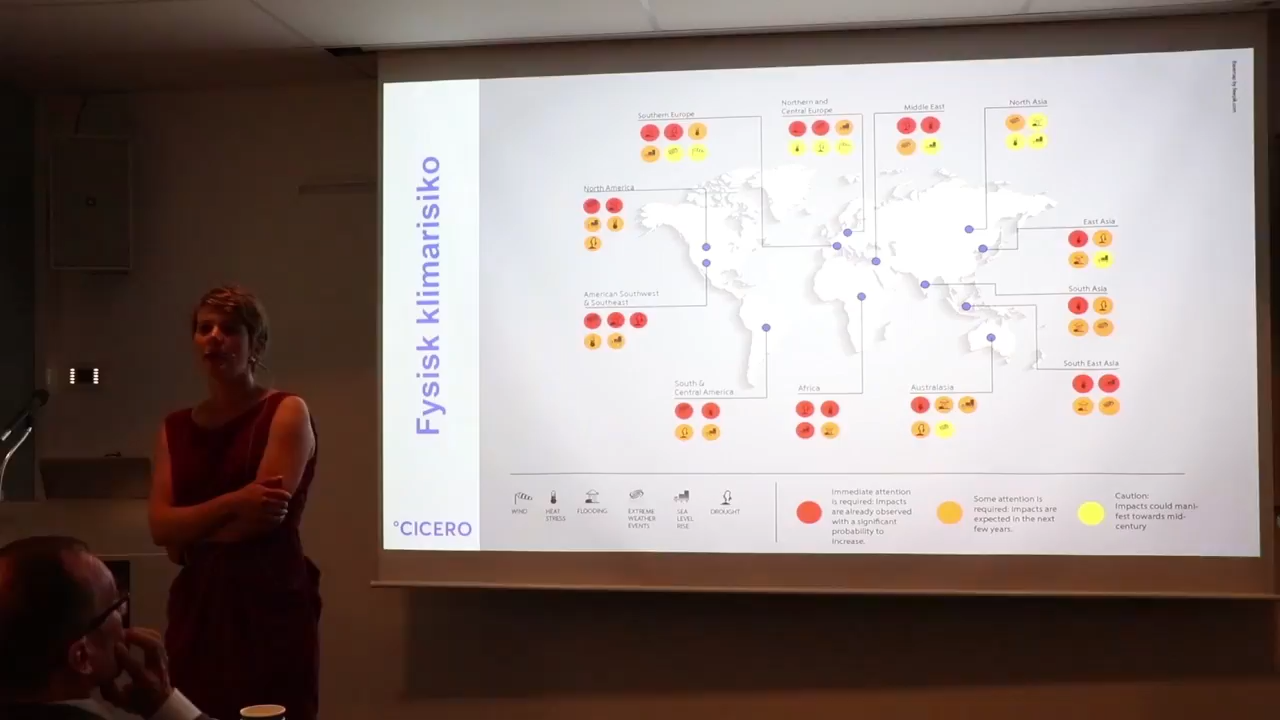 Fysisk klimarisiko
°CICERO
Southern Europe
Northern and
Central Europe
Middle East
North Asia
North America
East Asia
American Southwest
& Southeast
South Asia
South East Asia
South &
Central America
Africa
Australasia
WIND
HEAT
STRESS
FLOODING
EXTREME
WEATHER
EVENTS
SEA
LEVEL
RISE
DROUGHT
Immediate attention
is required: impacts
are already observed
with a significant
probability to
increase.
Some attention is
required: impacts are
expected in the next
few years.
Caution:
Impacts could mani-
fest towards mid-
century